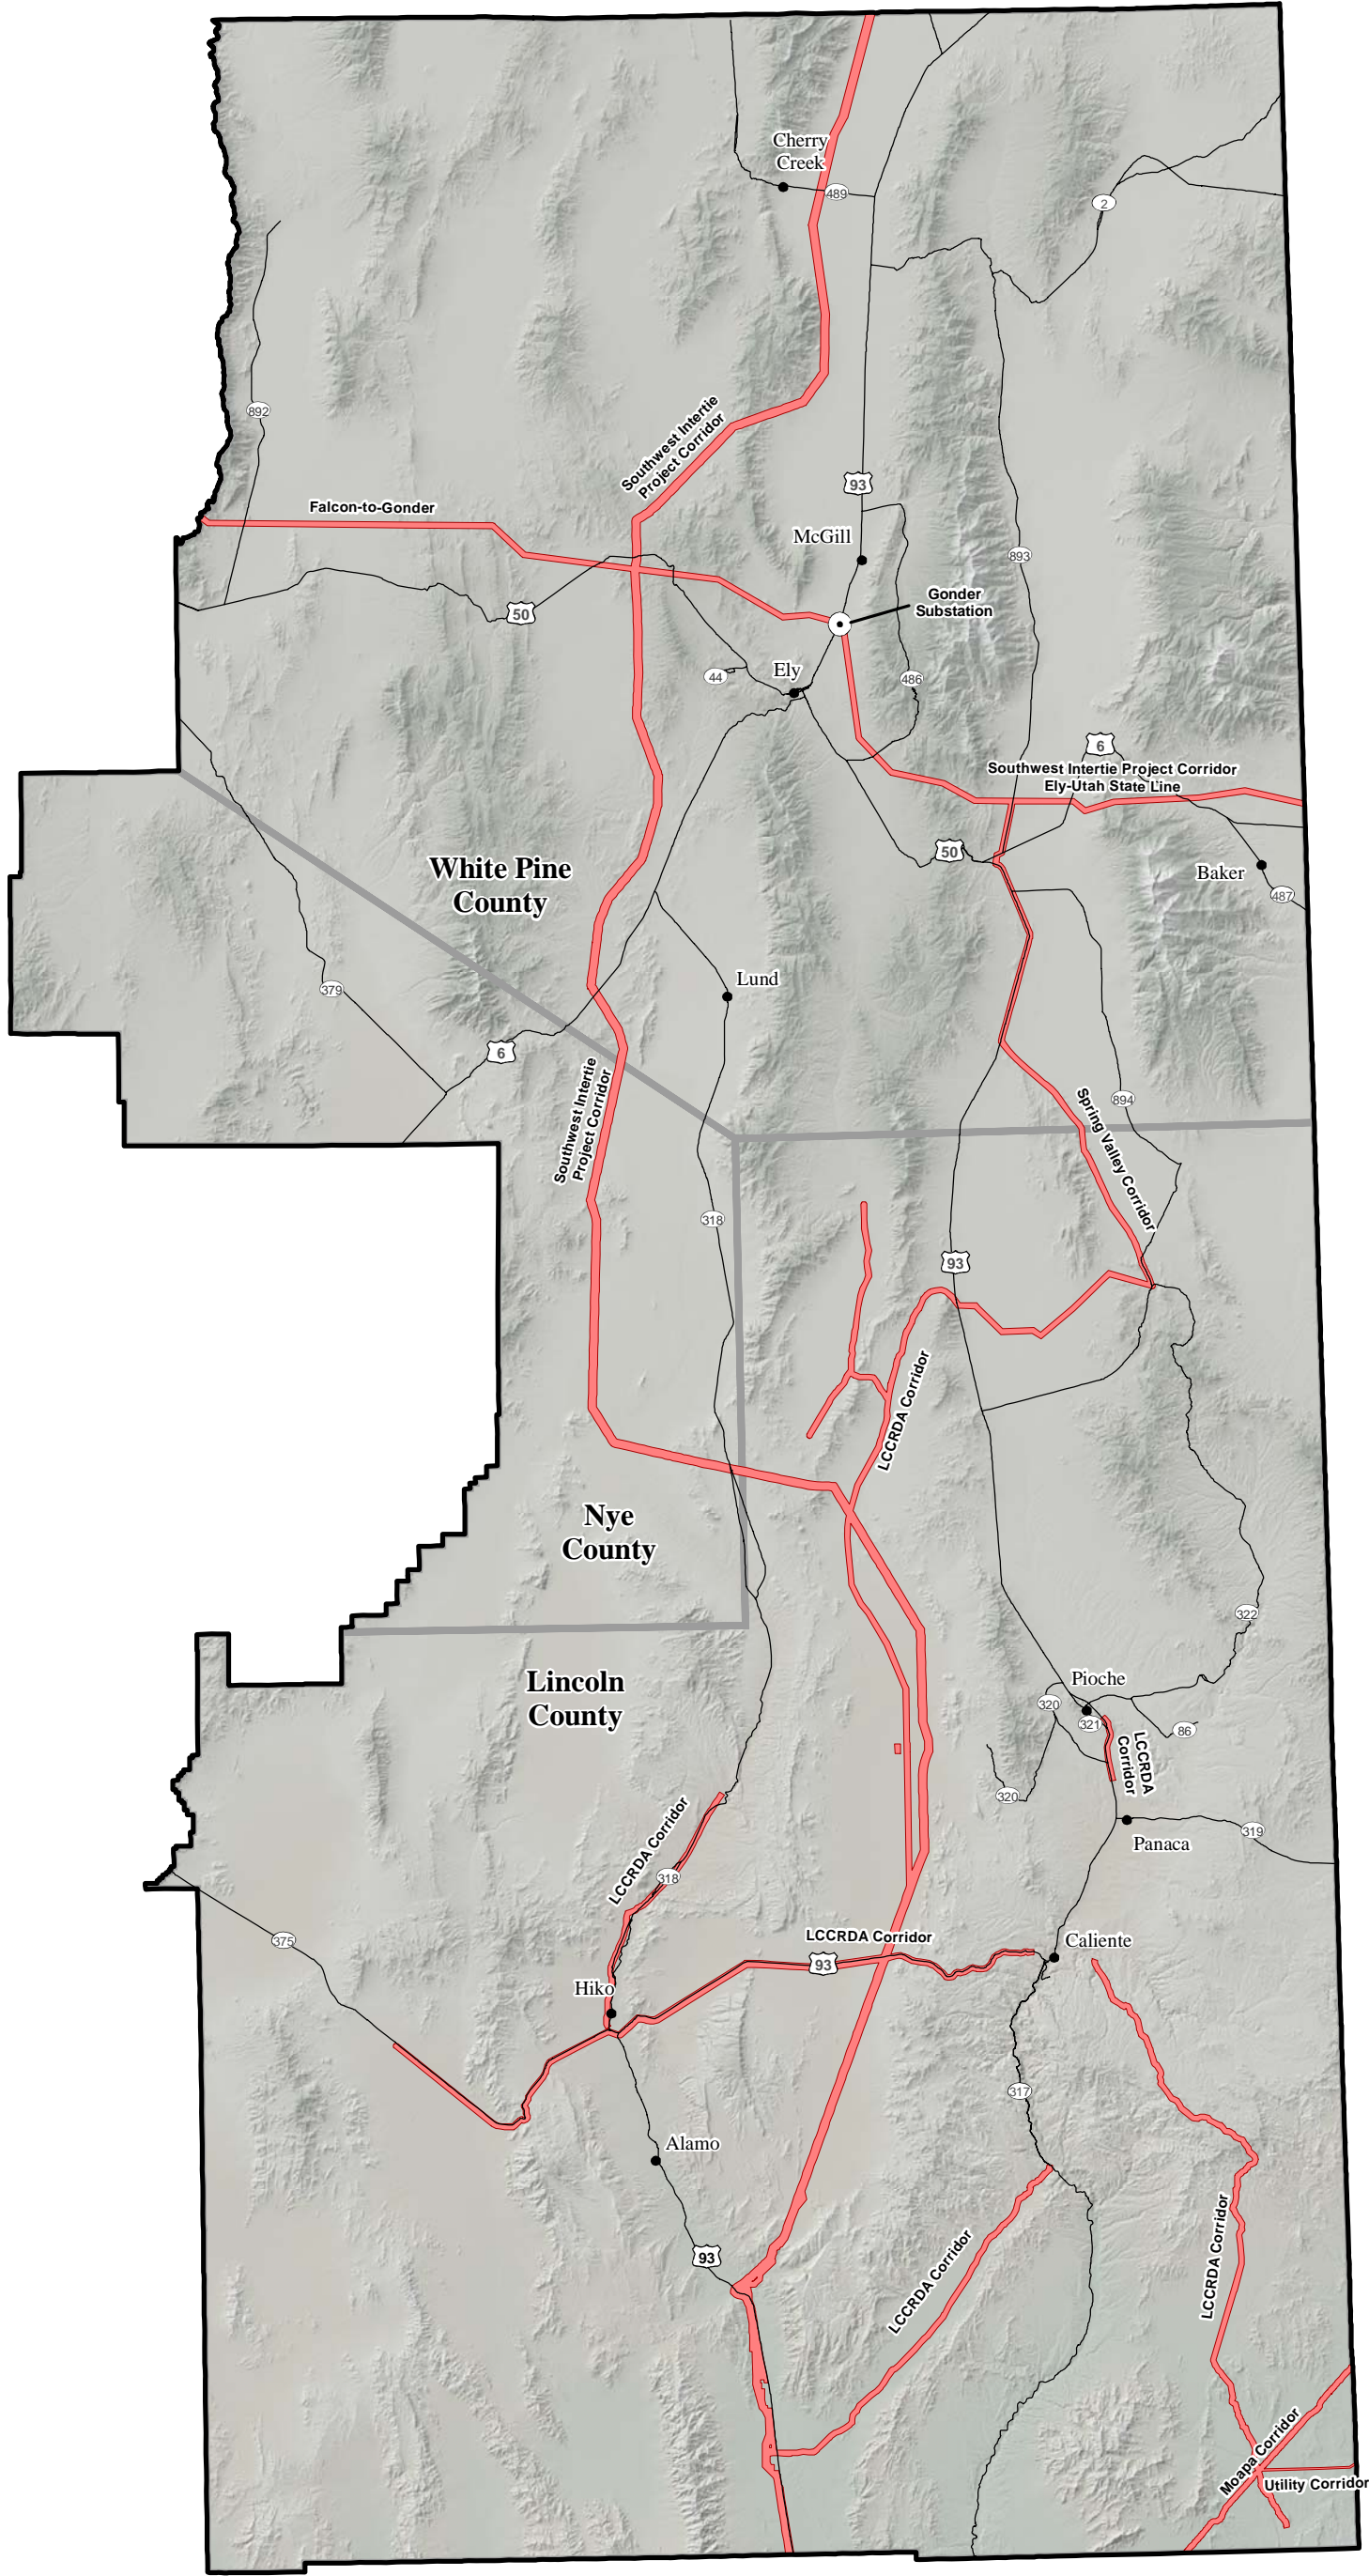 Cherry
Creek
489
2
892
Southwest Intertie
Project Corridor
93
Falcon-to-Gonder
McGill
893
Gonder
Substation
50
44
Ely
486
6
Southwest Intertie Project Corridor
Ely-Utah State Line
50
White Pine
County
Baker
487
Lund
379
6
Southwest Intertie
Project Corridor
894
Spring Valley Corridor
318
93
LCCRDA Corridor
Nye
County
322
Lincoln
County
Pioche
320
321
86
LCCRDA
Corridor
320
LCCRDA Corridor
319
Panaca
318
375
LCCRDA Corridor
93
Caliente
Hiko
317
Alamo
93
LCCRDA Corridor
LCCRDA Corridor
Moapa Corridor
Utility Corridor